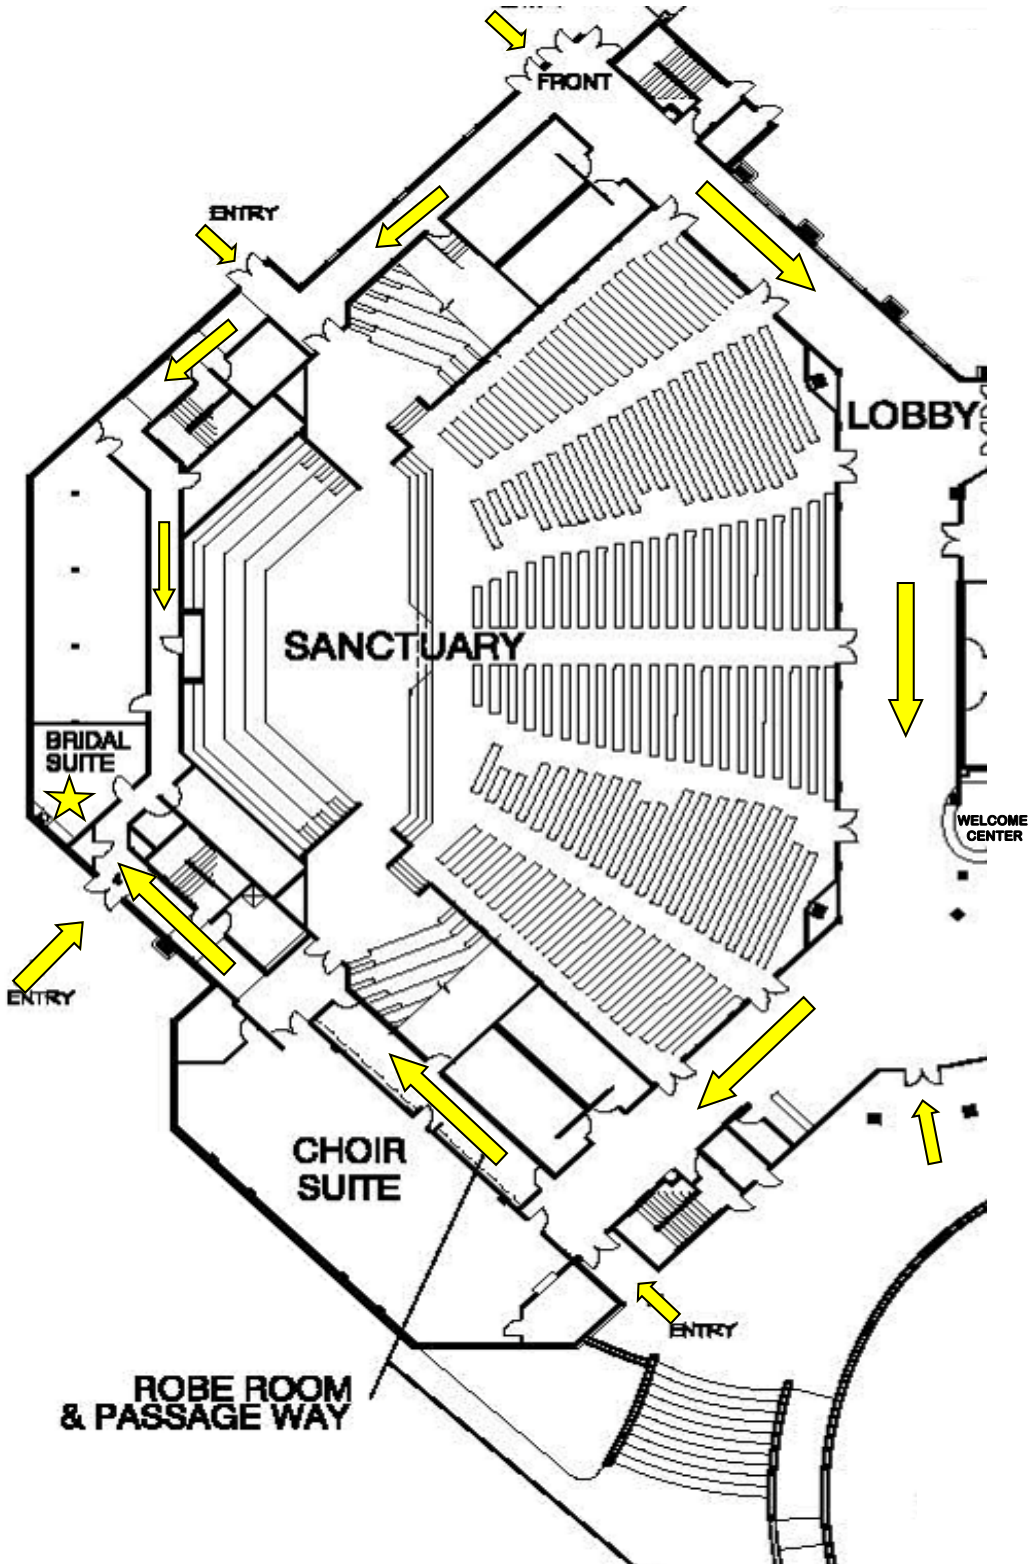 FRONT
ENTRY
LOBBY
SANCTUARY
BRIDAL
SUITE
WELCOME
CENTER
ENTRY
CHOIR
SUITE
ENTRY
ROBE ROOM
& PASSAGE WAY